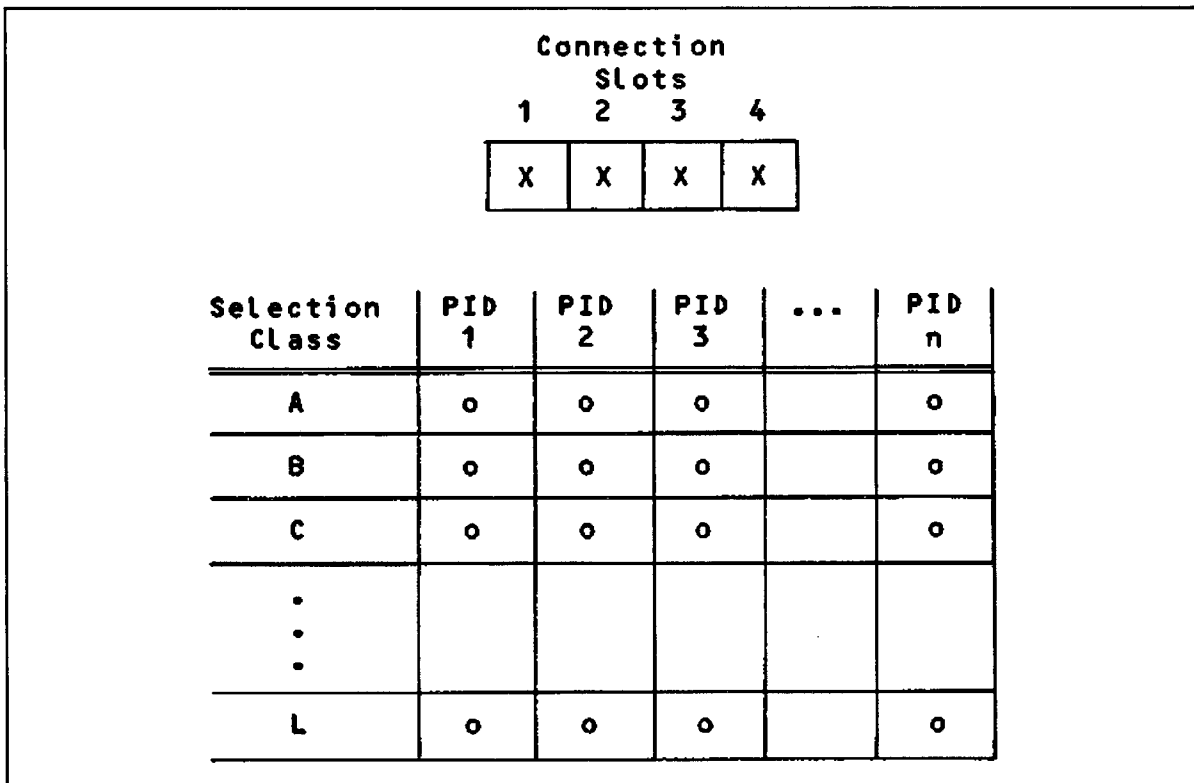 Connection
Slots
1 2 3 4
X X X X
Selection Class PID 1 PID 2 PID 3 ... PID n
A o o o o
B o o o o
C o o o o
.
.
.
L o o o o